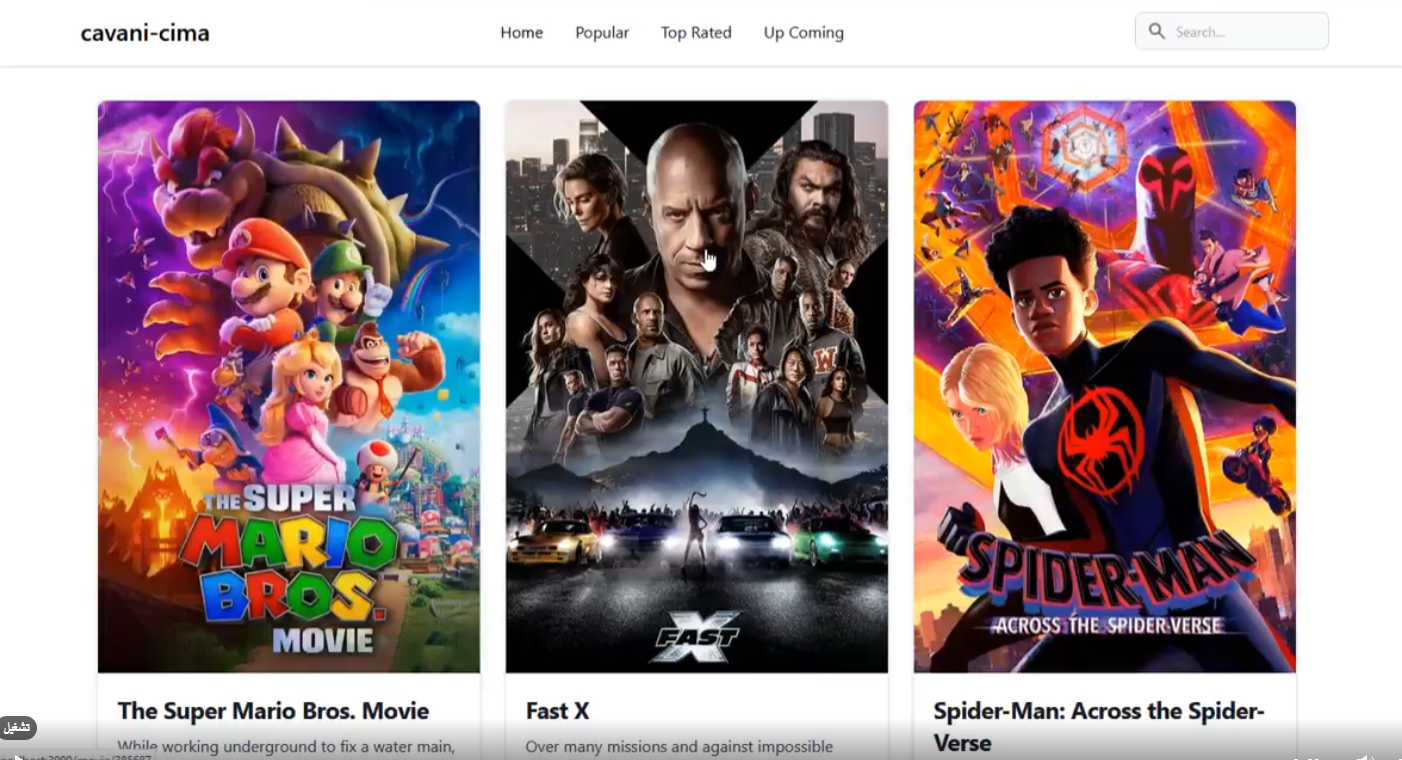 cavani-cima
Home Popular Top Rated Up Coming
Search...
THE SUPER
MARIO
BROS.
MOVIE
W
FAST
X
SPIDER-MAN
ACROSS THE SPIDER-VERSE
The Super Mario Bros. Movie
While working underground to fix a water main,
Fast X
Over many missions and against impossible
Spider-Man: Across the Spider-
Verse
تشغيل